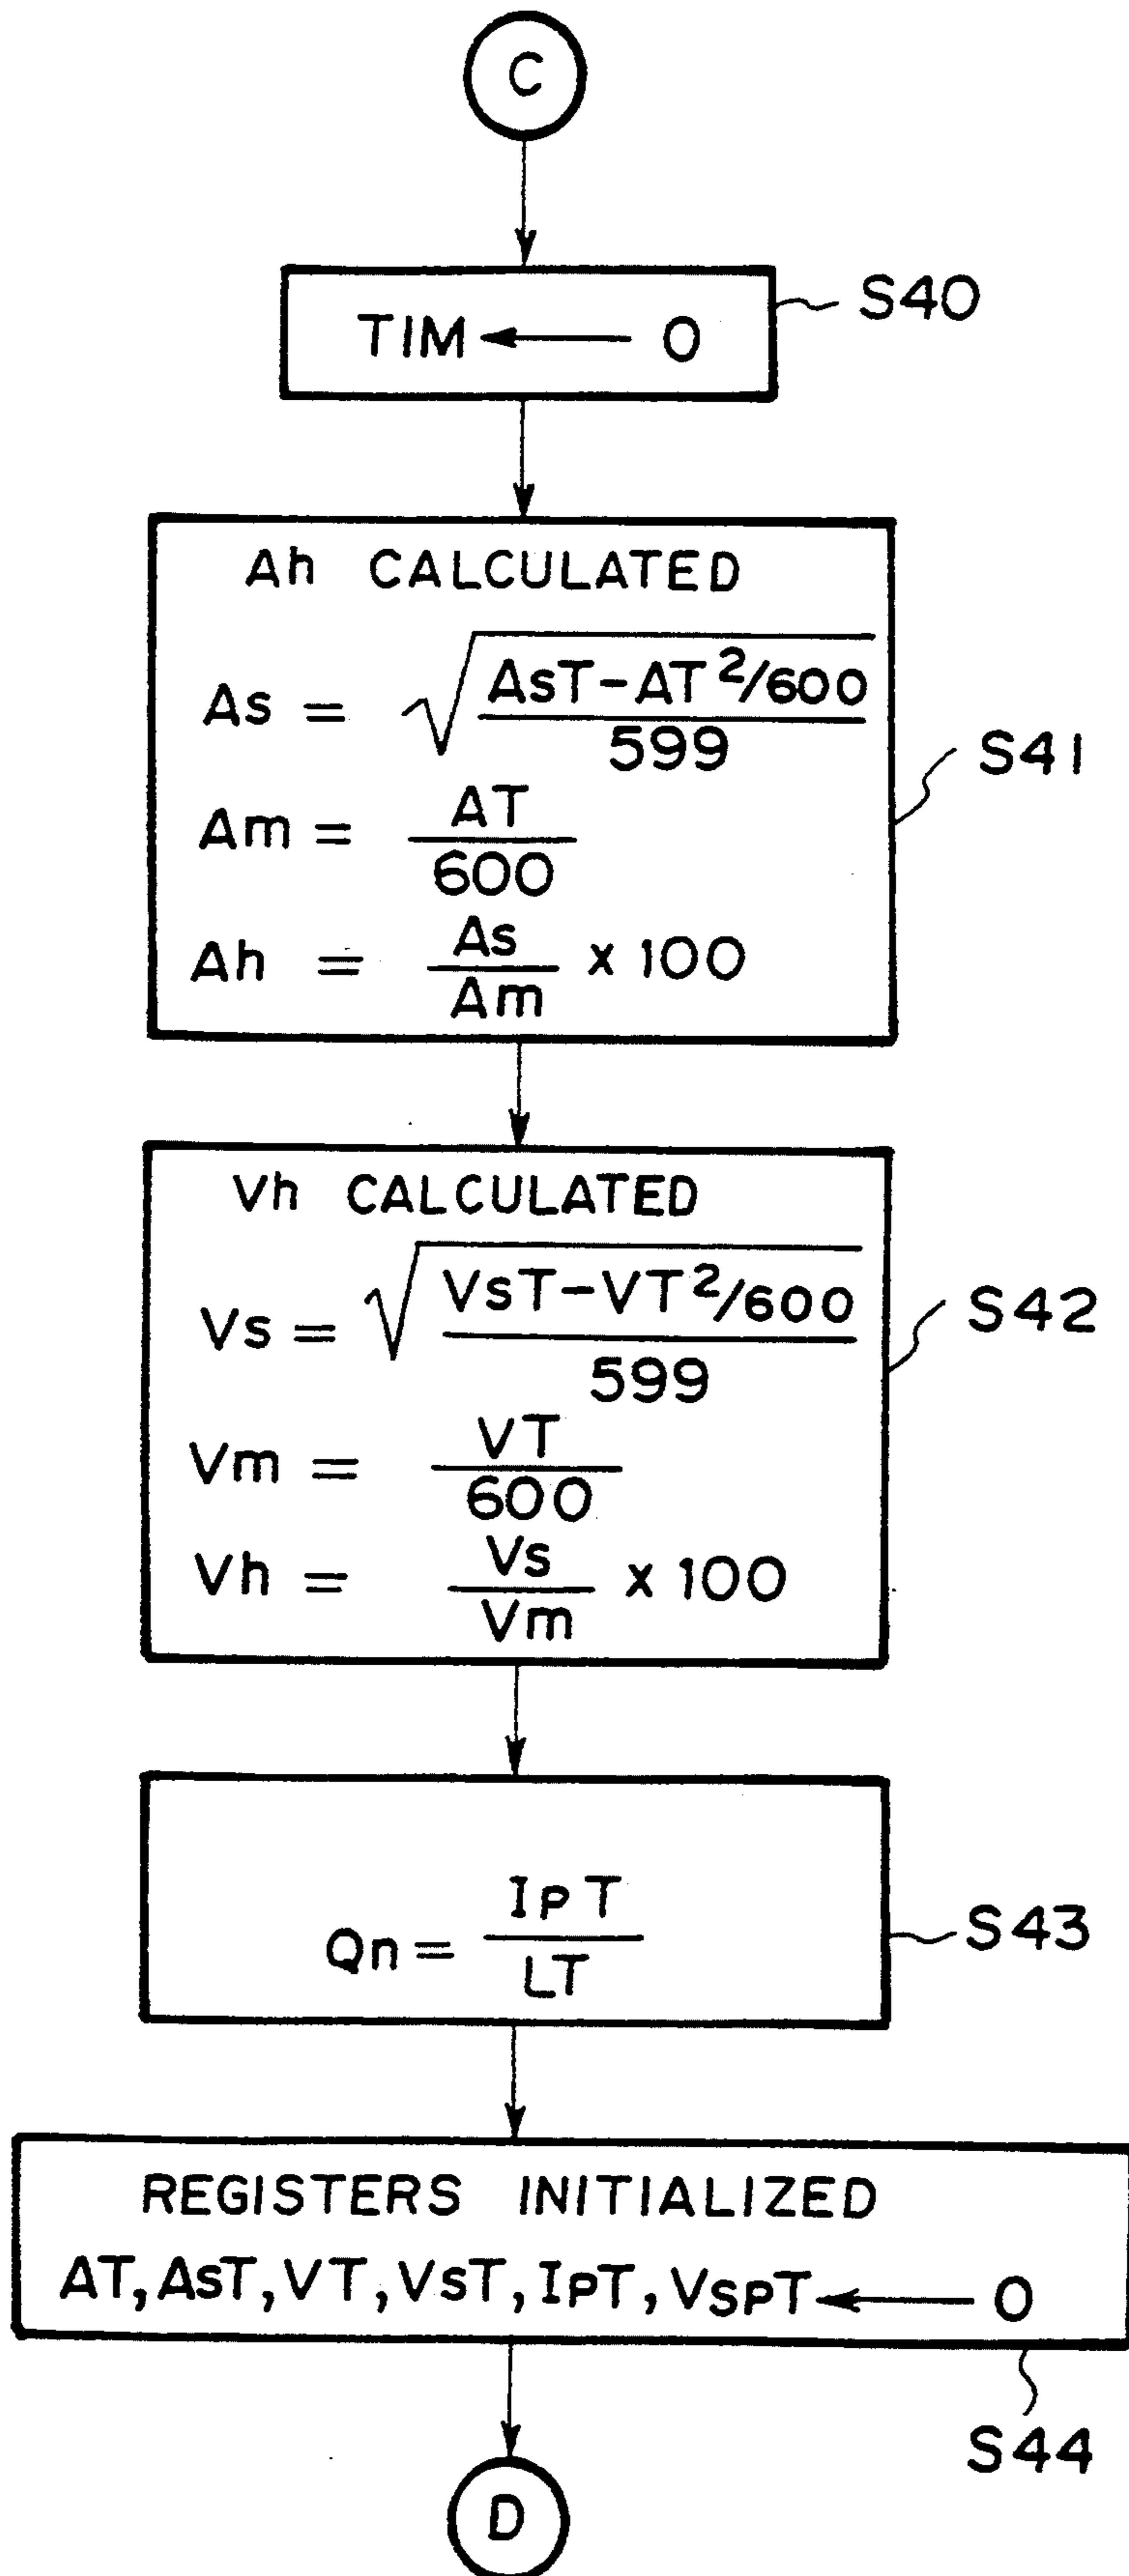 C
TIM ← 0
S40
Ah CALCULATED
As = √((AsT-AT²/600)/599)
Am = AT/600
Ah = As/Am x 100
S41
Vh CALCULATED
Vs = √((VsT-VT²/600)/599)
Vm = VT/600
Vh = Vs/Vm x 100
S42
Qn = IpT/LT
S43
REGISTERS INITIALIZED
AT, AsT, VT, VsT, IpT, VSPT ← 0
S44
D